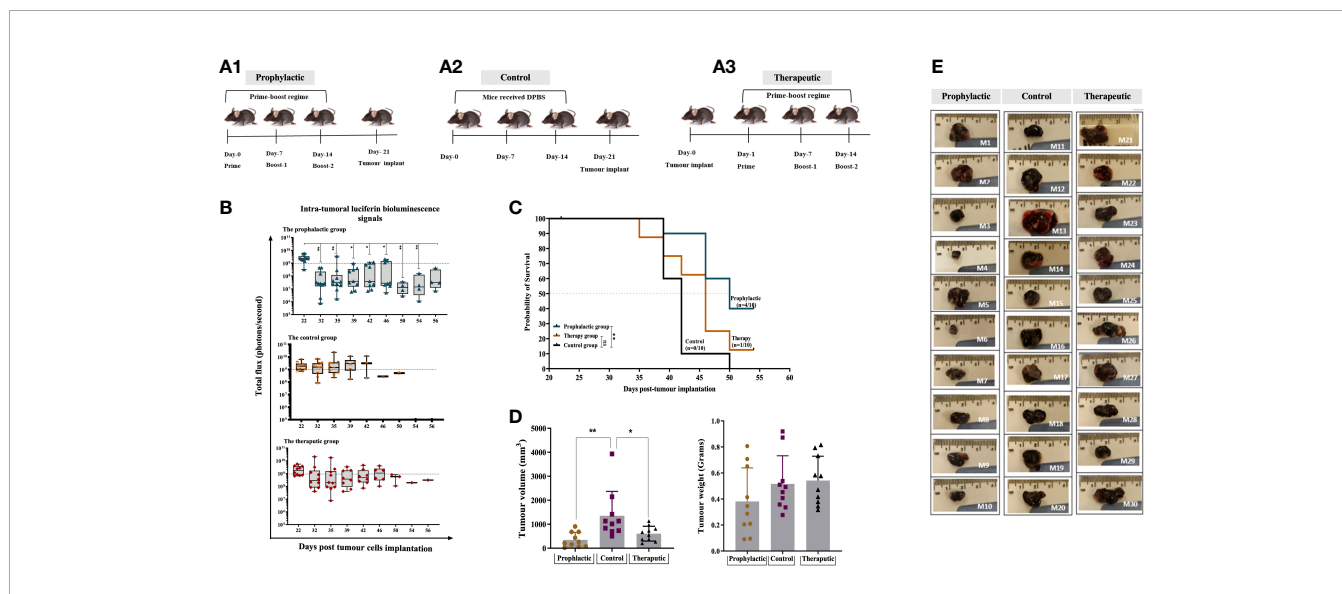 A1
Prophylactic
Prime-boost regime
Day-0 Day-7 Day-14 Day- 21
Prime Boost-1 Boost-2 Tumour implant
A2
Control
Mice received DPBS
Day-0 Day-7 Day-14 Day-21
Tumour implant
A3
Therapeutic
Prime-boost regime
Day-0 Day-1 Day-7 Day-14
Tumour implant Prime Boost-1 Boost-2
B
Intra-tumoral luciferin bioluminescence
signals
The prophalactic group
22 32 35 39 42 46 50 54 56
The control group
22 32 35 39 42 46 50 54 56
The theraputic group
22 32 35 39 42 46 50 54 56
Total flux (photons/second)
Days post tumour cells implantation
C
Probability of Survival
100
90
80
70
60
50
40
30
20
10
0
20 25 30 35 40 45 50 55 60
Days post-tumour implantation
Prophalactic group
Therapy group
Control group
ns
**
Prophylactic
(n=4/10)
Control
(n=0/10)
Therapy
(n=1/10)
D
Tumour volume (mm3)
5000
4000
3000
2000
1000
0
** *
Prophlactic Control Theraputic
Tumour weight (Grams)
1.0
0.8
0.6
0.4
0.2
0.0
Prophylactic Control Theraputic
E
Prophylactic Control Therapeutic
M1 M11 M21
M2 M12 M22
M3 M13 M23
M4 M14 M24
M5 M15 M25
M6 M16 M26
M7 M17 M27
M8 M18 M28
M9 M19 M29
M10 M20 M30